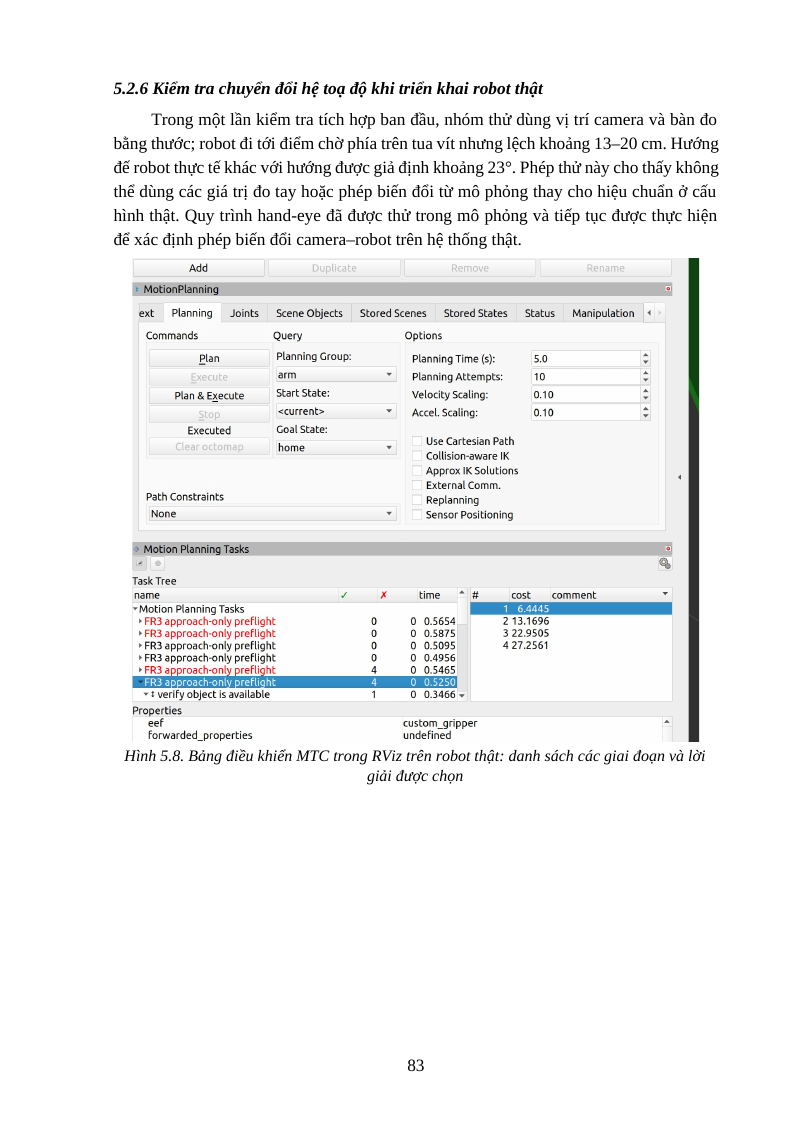 5.2.6 Kiểm tra chuyển đổi hệ toạ độ khi triển khai robot thật
Trong một lần kiểm tra tích hợp ban đầu, nhóm thử dùng vị trí camera và bàn đo
bằng thước; robot đi tới điểm chờ phía trên tua vít nhưng lệch khoảng 13–20 cm. Hướng
đế robot thực tế khác với hướng được giả định khoảng 23°. Phép thử này cho thấy không
thể dùng các giá trị đo tay hoặc phép biến đổi từ mô phỏng thay cho hiệu chuẩn ở cấu
hình thật. Quy trình hand-eye đã được thử trong mô phỏng và tiếp tục được thực hiện
để xác định phép biến đổi camera–robot trên hệ thống thật.
Add Duplicate Remove Rename
MotionPlanning
ext Planning Joints Scene Objects Stored Scenes Stored States Status Manipulation
Commands Query Options
Plan Planning Group: Planning Time (s): 5.0
Execute arm Planning Attempts: 10
Plan & Execute Start State: Velocity Scaling: 0.10
Stop <current> Accel. Scaling: 0.10
Executed Goal State:
Clear octomap home
Use Cartesian Path
Collision-aware IK
Approx IK Solutions
External Comm.
Path Constraints Replanning
None Sensor Positioning
Motion Planning Tasks
Task Tree
name ✓ ✗ time # cost comment
Motion Planning Tasks 1 6.4445
FR3 approach-only preflight 0 0 0.5654 2 13.1696
FR3 approach-only preflight 0 0 0.5875 3 22.9505
FR3 approach-only preflight 0 0 0.5095 4 27.2561
FR3 approach-only preflight 0 0 0.4956
FR3 approach-only preflight 4 0 0.5465
FR3 approach-only preflight 4 0 0.5250
verify object is available 1 0 0.3466
Properties
eef custom_gripper
forwarded_properties undefined
Hình 5.8. Bảng điều khiển MTC trong RViz trên robot thật: danh sách các giai đoạn và lời
giải được chọn
83